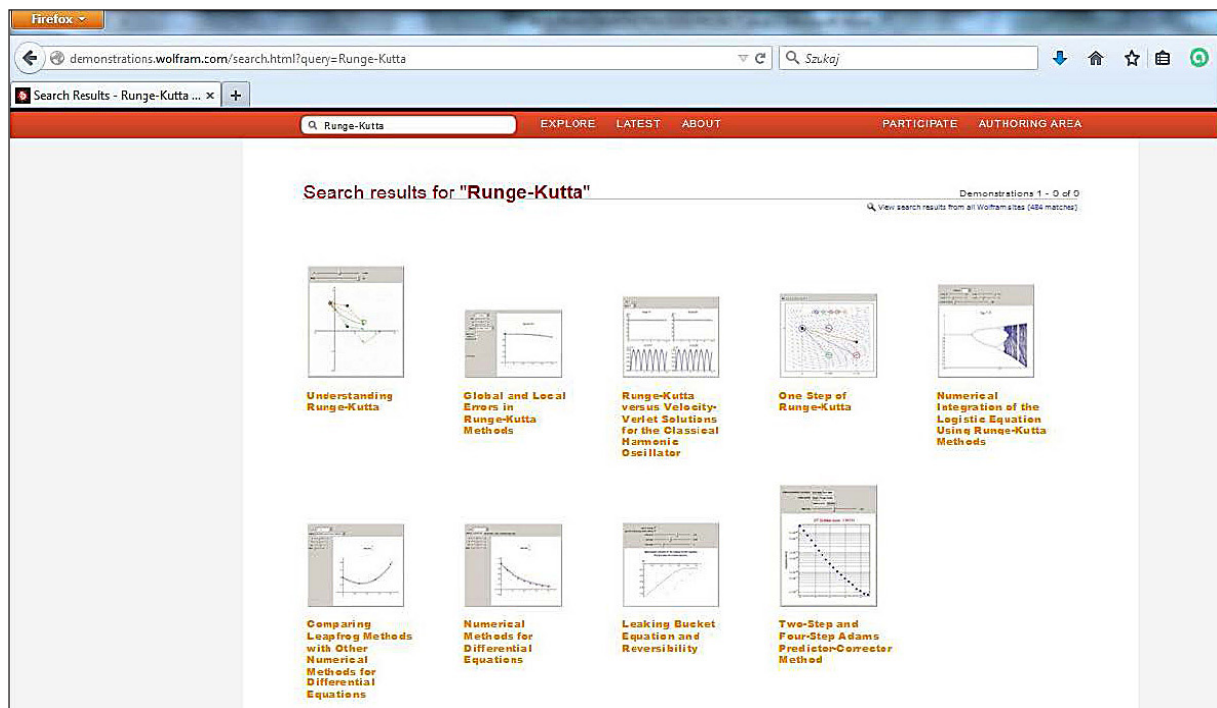 Firefox
demonstrations.wolfram.com/search.html?query=Runge-Kutta
Szukaj
Search Results - Runge-Kutta ...
Runge-Kutta
EXPLORE LATEST ABOUT PARTICIPATE AUTHORING AREA
Search results for "Runge-Kutta"
Demonstrations 1 - 0 of 0
View search results from all Wolfram sites (484 matches)
Understanding
Runge-Kutta
Global and Local
Errors in
Runge-Kutta
Methods
Runge-Kutta
versus Velocity-
Verlet Solutions
for the Classical
Harmonic
Oscillator
One Step of
Runge-Kutta
Numerical
Integration of the
Logistic Equation
Using Runge-Kutta
Methods
Comparing
Leapfrog Methods
with Other
Numerical
Methods for
Differential
Equations
Numerical
Methods for
Differential
Equations
Leaking Bucket
Equation and
Reversibility
Two-Step and
Four-Step Adams
Predictor-Corrector
Method